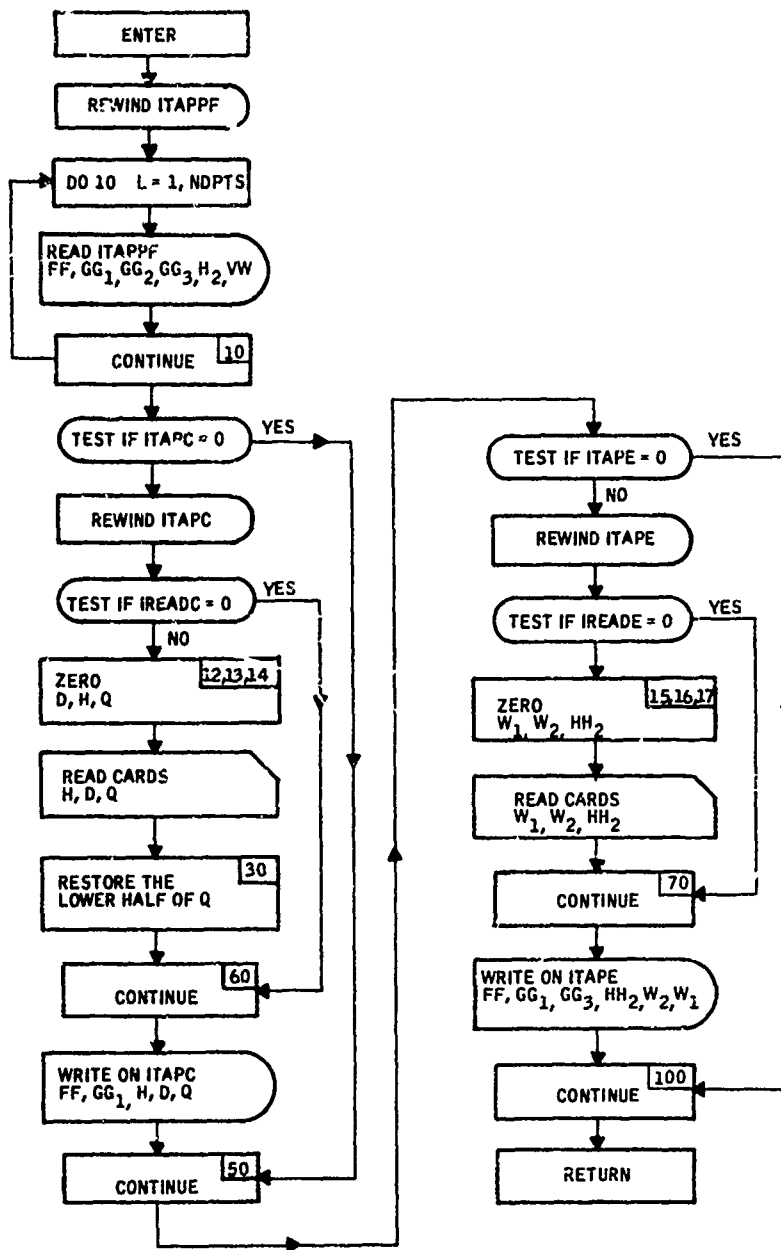 ENTER
REWIND ITAPPF
DO 10 L = 1, NDPTS
READ ITAPPF
FF, GG1, GG2, GG3, H2, VW
10
CONTINUE
TEST IF ITAPC = 0
YES
REWIND ITAPC
TEST IF IREADC = 0
YES
NO
12,13,14
ZERO
D, H, Q
READ CARDS
H, D, Q
30
RESTORE THE
LOWER HALF OF Q
60
CONTINUE
WRITE ON ITAPC
FF, GG1, H, D, Q
50
CONTINUE
TEST IF ITAPE = 0
YES
NO
REWIND ITAPE
TEST IF IREADE = 0
YES
15,16,17
ZERO
W1, W2, HH2
READ CARDS
W1, W2, HH2
70
CONTINUE
WRITE ON ITAPE
FF, GG1, GG3, HH2, W2, W1
100
CONTINUE
RETURN